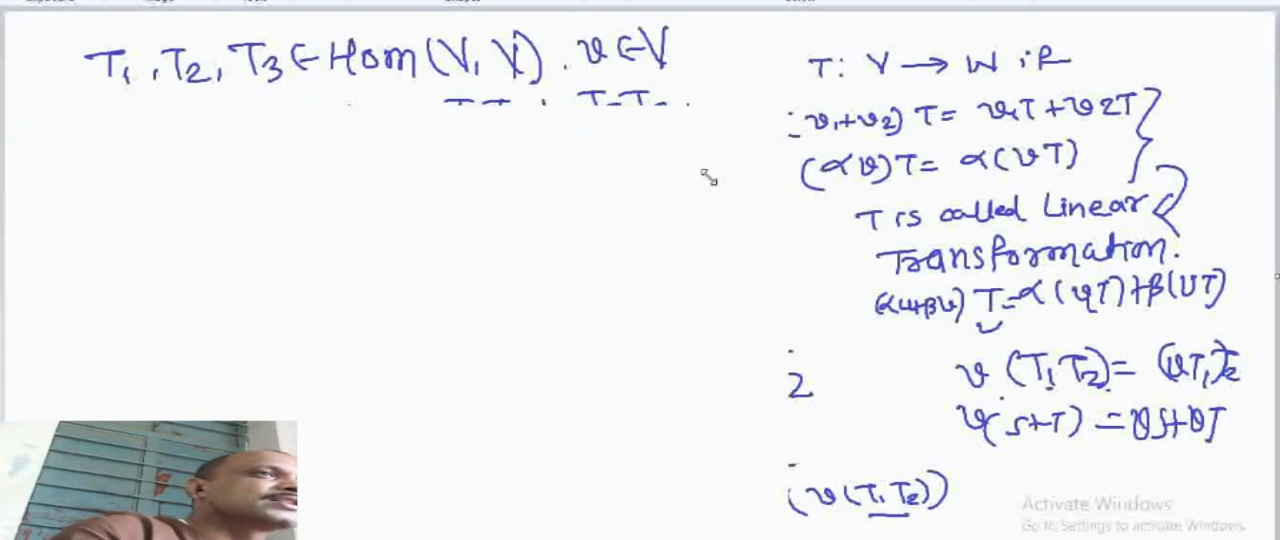 T₁, T₂, T₃ ∈ Hom(V, V). v ∈ V
T: V → W if
v₁+v₂) T = v₁T + v2T
(αv)T = α(vT)
T is called Linear
Transformation.
(αu+βv) T = α(uT)+β(vT)
2
v (T₁T₂) = (vT₁)T₂
v(S+T) = vS+vT
(v(T₁T₂))
Activate Windows
Go to Settings to activate Windows.